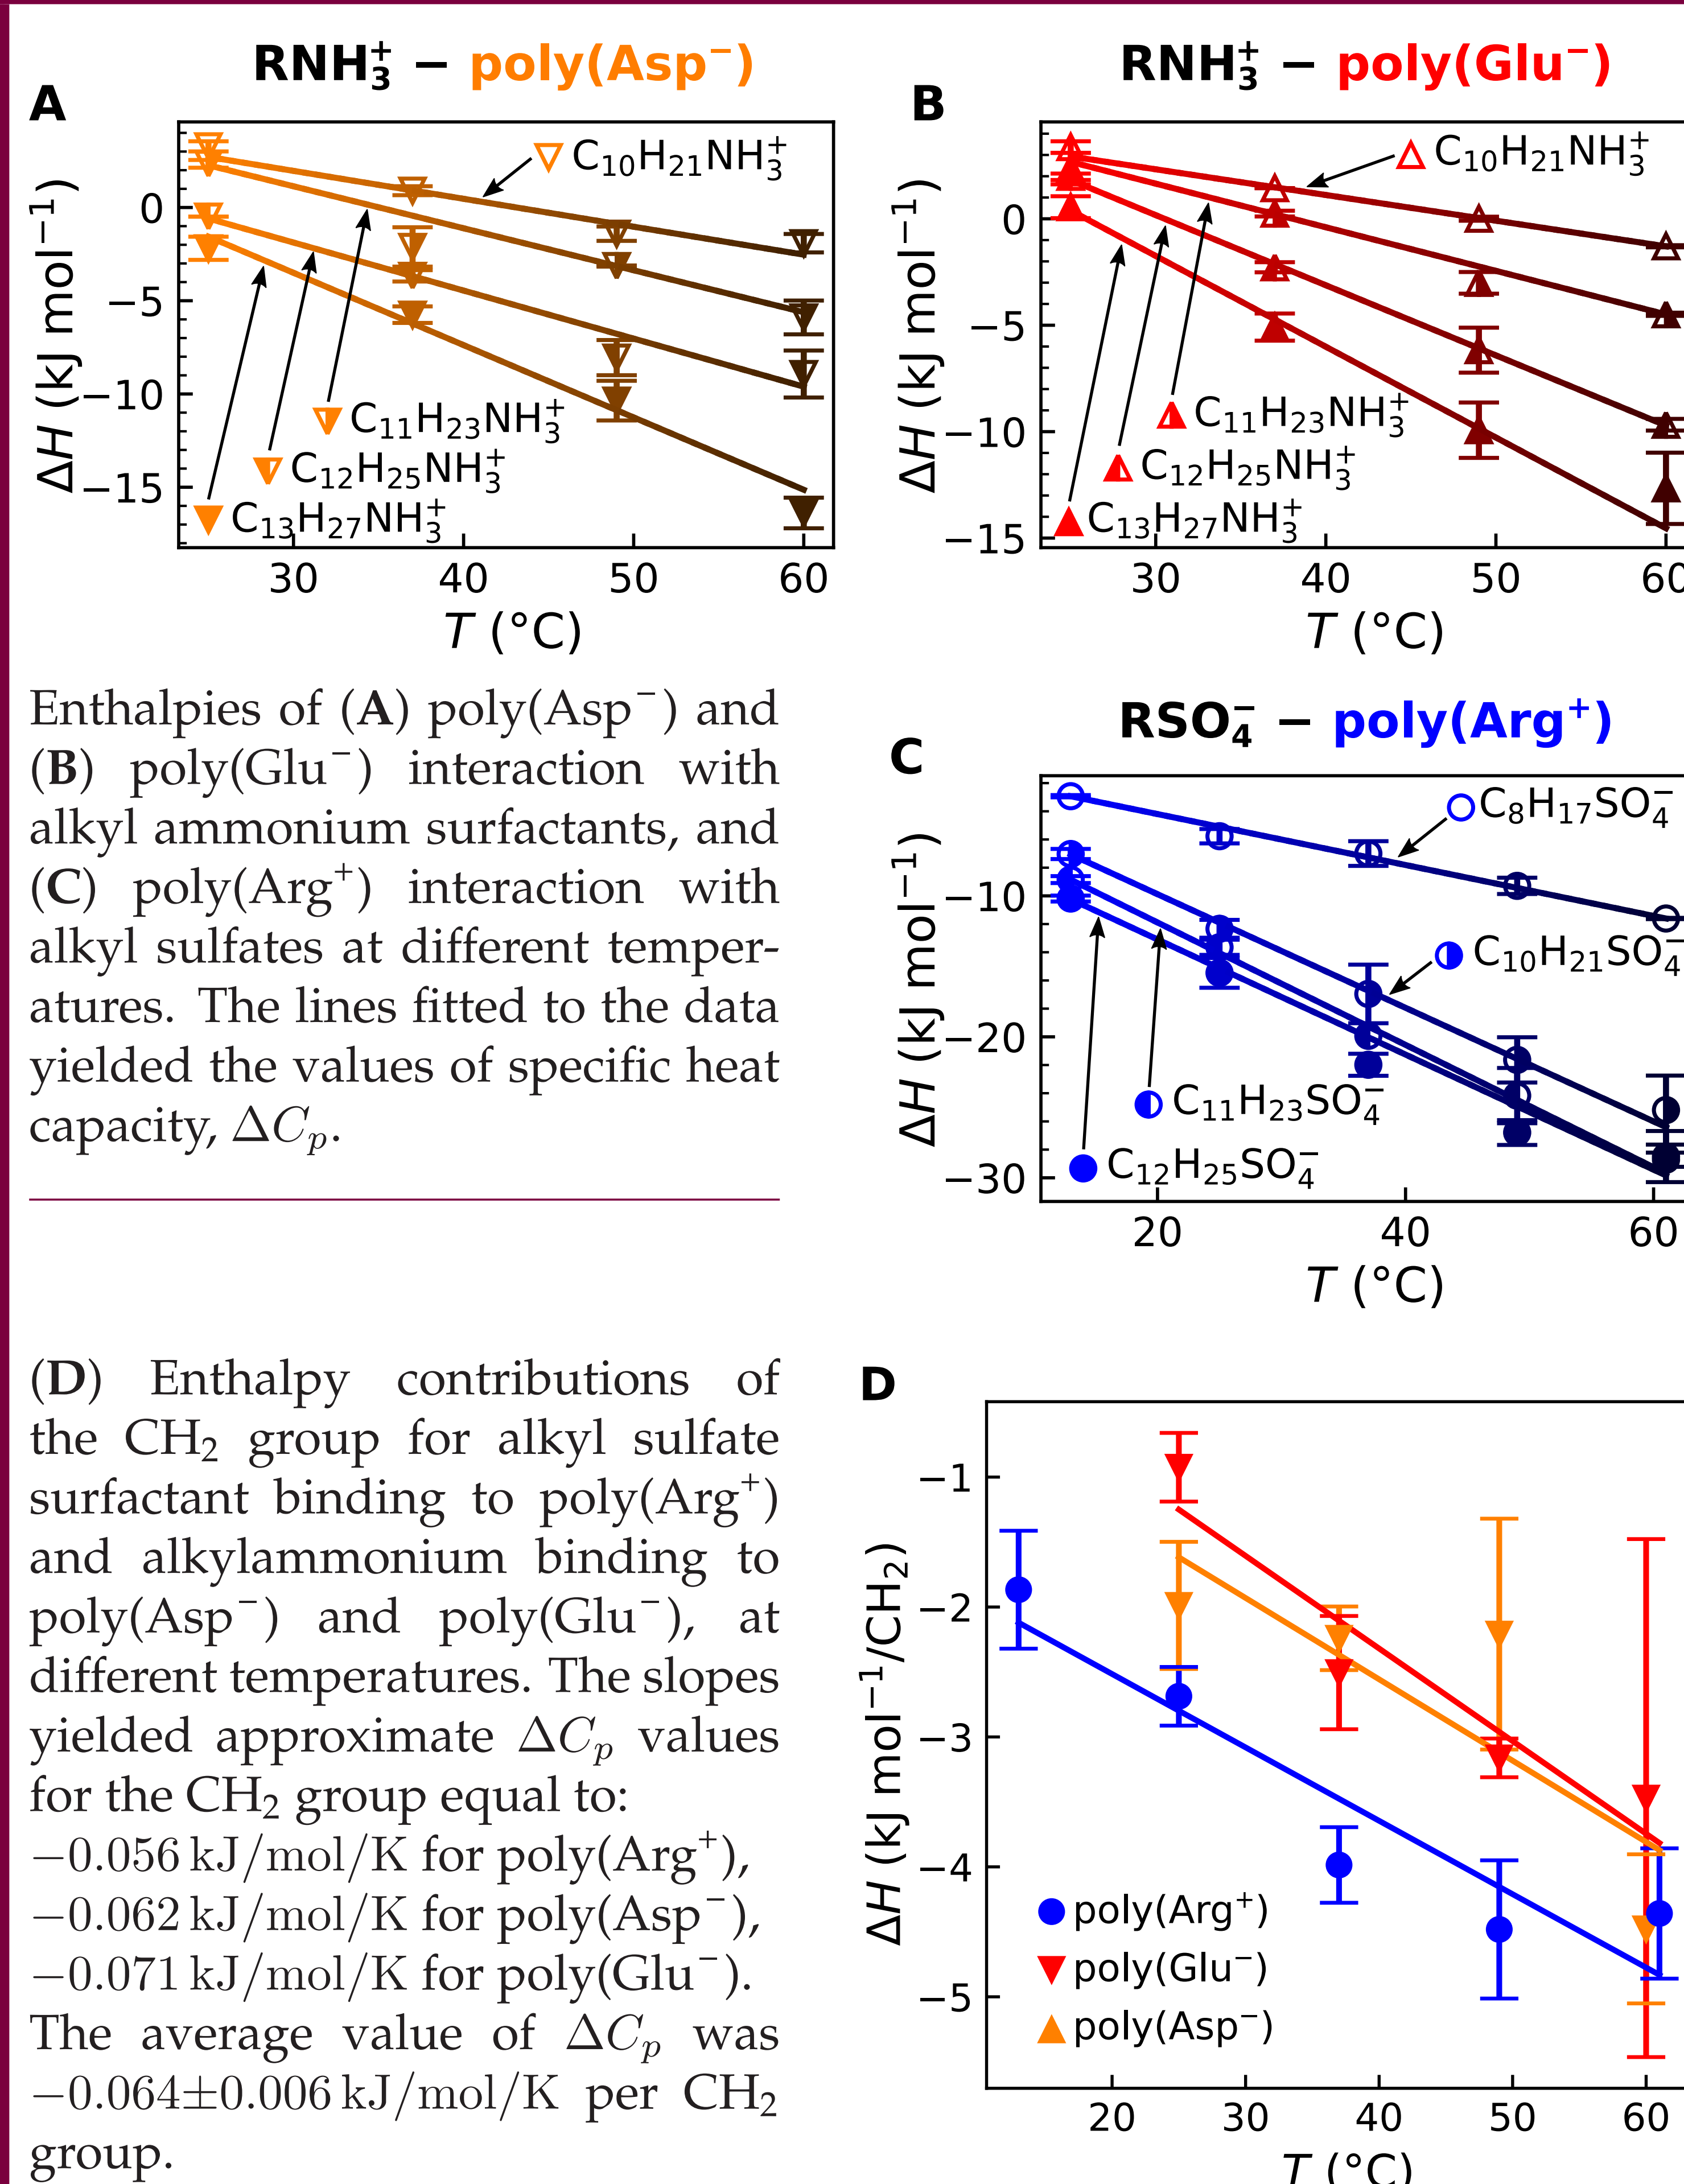 RNH₃⁺ − poly(Asp⁻)
A
0
−5
−10
−15
ΔH (kJ mol⁻¹)
C₁₀H₂₁NH₃⁺
C₁₁H₂₃NH₃⁺
C₁₂H₂₅NH₃⁺
C₁₃H₂₇NH₃⁺
30 40 50 60
T (°C)
RNH₃⁺ − poly(Glu⁻)
B
0
−5
−10
−15
ΔH (kJ mol⁻¹)
C₁₀H₂₁NH₃⁺
C₁₁H₂₃NH₃⁺
C₁₂H₂₅NH₃⁺
C₁₃H₂₇NH₃⁺
30 40 50 60
T (°C)
Enthalpies of (A) poly(Asp⁻) and
(B) poly(Glu⁻) interaction with
alkyl ammonium surfactants, and
(C) poly(Arg⁺) interaction with
alkyl sulfates at different temper-
atures. The lines fitted to the data
yielded the values of specific heat
capacity, ΔCₚ.
RSO₄⁻ − poly(Arg⁺)
C
−10
−20
−30
ΔH (kJ mol⁻¹)
C₈H₁₇SO₄⁻
C₁₀H₂₁SO₄⁻
C₁₁H₂₃SO₄⁻
C₁₂H₂₅SO₄⁻
20 40 60
T (°C)
(D) Enthalpy contributions of
the CH₂ group for alkyl sulfate
surfactant binding to poly(Arg⁺)
and alkylammonium binding to
poly(Asp⁻) and poly(Glu⁻), at
different temperatures. The slopes
yielded approximate ΔCₚ values
for the CH₂ group equal to:
−0.056 kJ/mol/K for poly(Arg⁺),
−0.062 kJ/mol/K for poly(Asp⁻),
−0.071 kJ/mol/K for poly(Glu⁻).
The average value of ΔCₚ was
−0.064±0.006 kJ/mol/K per CH₂
group.
D
−1
−2
−3
−4
−5
ΔH (kJ mol⁻¹/CH₂)
poly(Arg⁺)
poly(Glu⁻)
poly(Asp⁻)
20 30 40 50 60
T (°C)